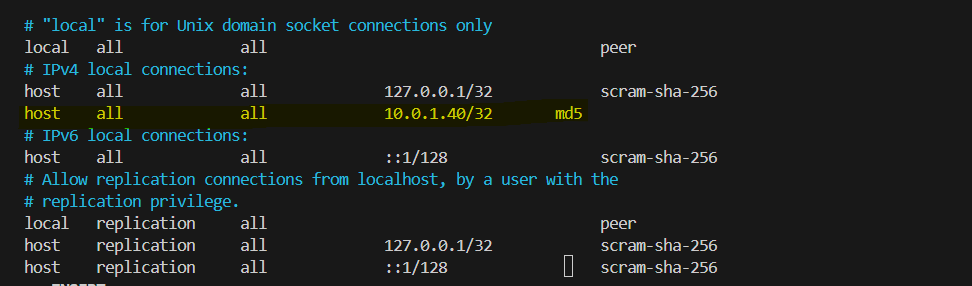 # "local" is for Unix domain socket connections only
local   all             all                                     peer
# IPv4 local connections:
host    all             all             127.0.0.1/32            scram-sha-256
host    all             all             10.0.1.40/32       md5
# IPv6 local connections:
host    all             all             ::1/128                 scram-sha-256
# Allow replication connections from localhost, by a user with the
# replication privilege.
local   replication     all                                     peer
host    replication     all             127.0.0.1/32            scram-sha-256
host    replication     all             ::1/128                 scram-sha-256